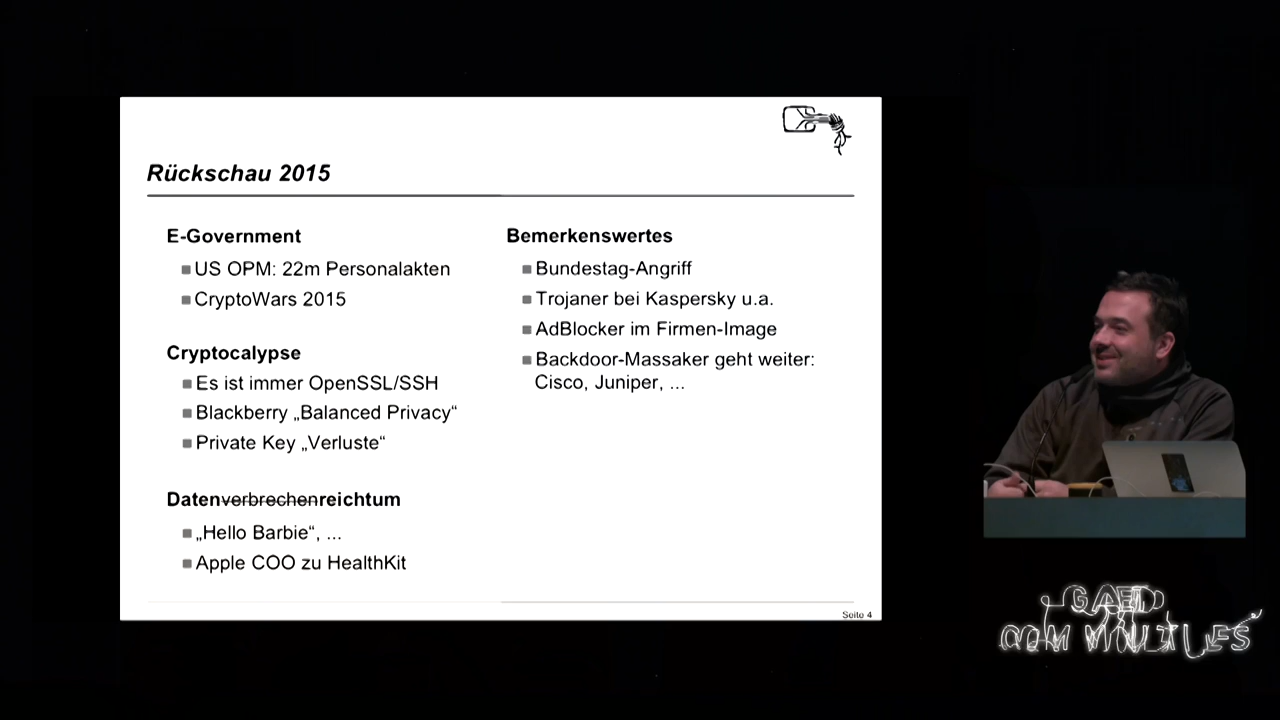 Rückschau 2015
E-Government
US OPM: 22m Personalakten
CryptoWars 2015
Cryptocalypse
Es ist immer OpenSSL/SSH
Blackberry „Balanced Privacy“
Private Key „Verluste“
Datenverbrechenreichtum
„Hello Barbie“, ...
Apple COO zu HealthKit
Bemerkenswertes
Bundestag-Angriff
Trojaner bei Kaspersky u.a.
AdBlocker im Firmen-Image
Backdoor-Massaker geht weiter:
Cisco, Juniper, ...
Seite 4
GATED
COMMUNITIES